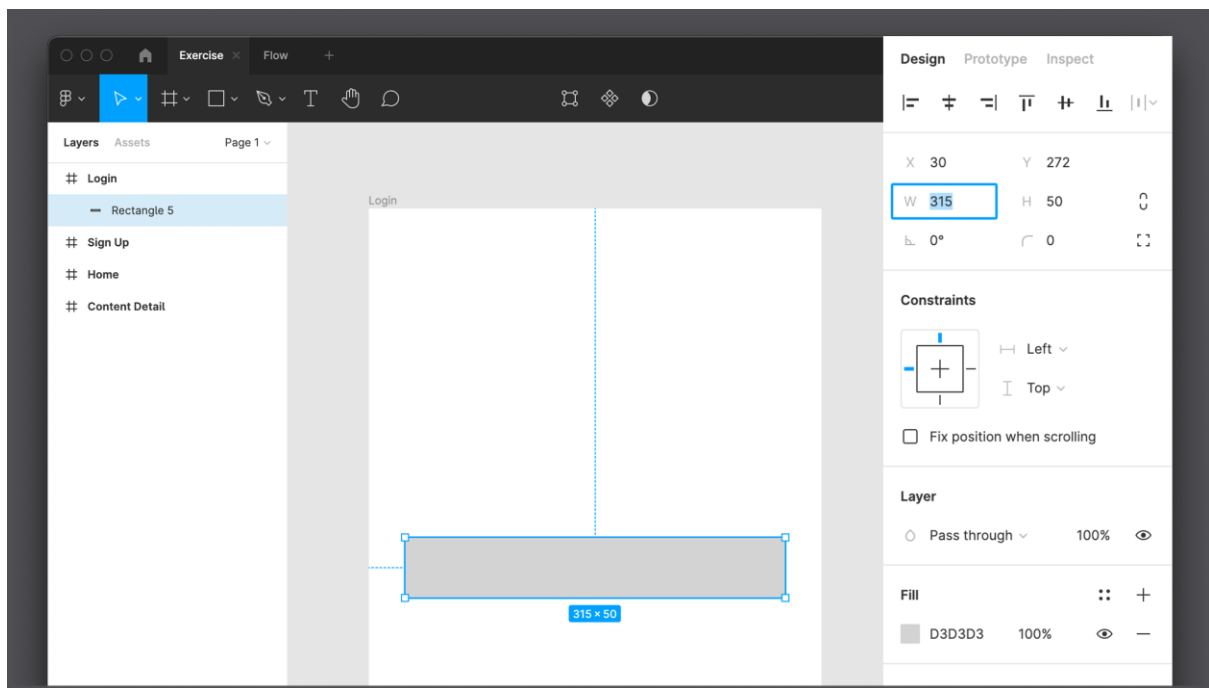 Exercise × Flow +
Design Prototype Inspect
T
Layers Assets Page 1
Login
Rectangle 5
Sign Up
Home
Content Detail
Login
315 × 50
X 30 Y 272
W 315 H 50
0° 0
Constraints
Left
Top
Fix position when scrolling
Layer
Pass through 100%
Fill
D3D3D3 100%